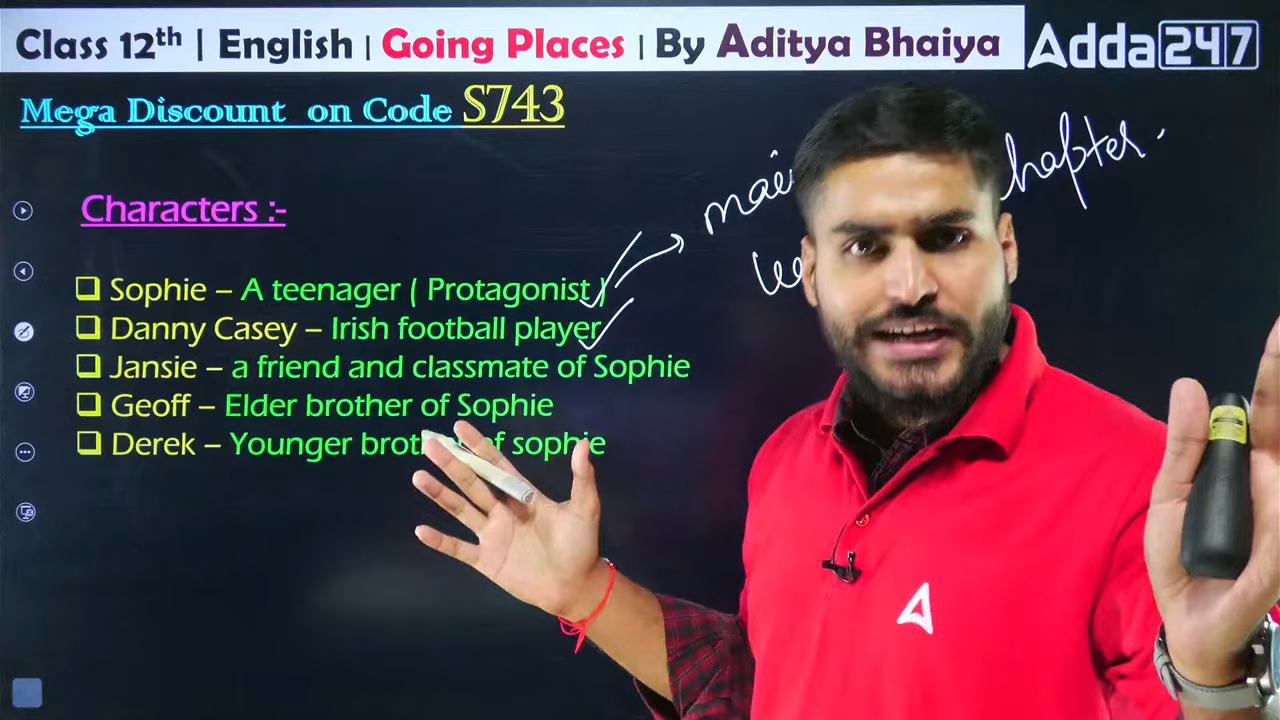 Class 12th | English | Going Places | By Aditya Bhaiya
Adda247
Mega Discount on Code S743
Characters :-
❑ Sophie – A teenager ( Protagonist )
❑ Danny Casey – Irish football player
❑ Jansie – a friend and classmate of Sophie
❑ Geoff – Elder brother of Sophie
❑ Derek – Younger brother of sophie